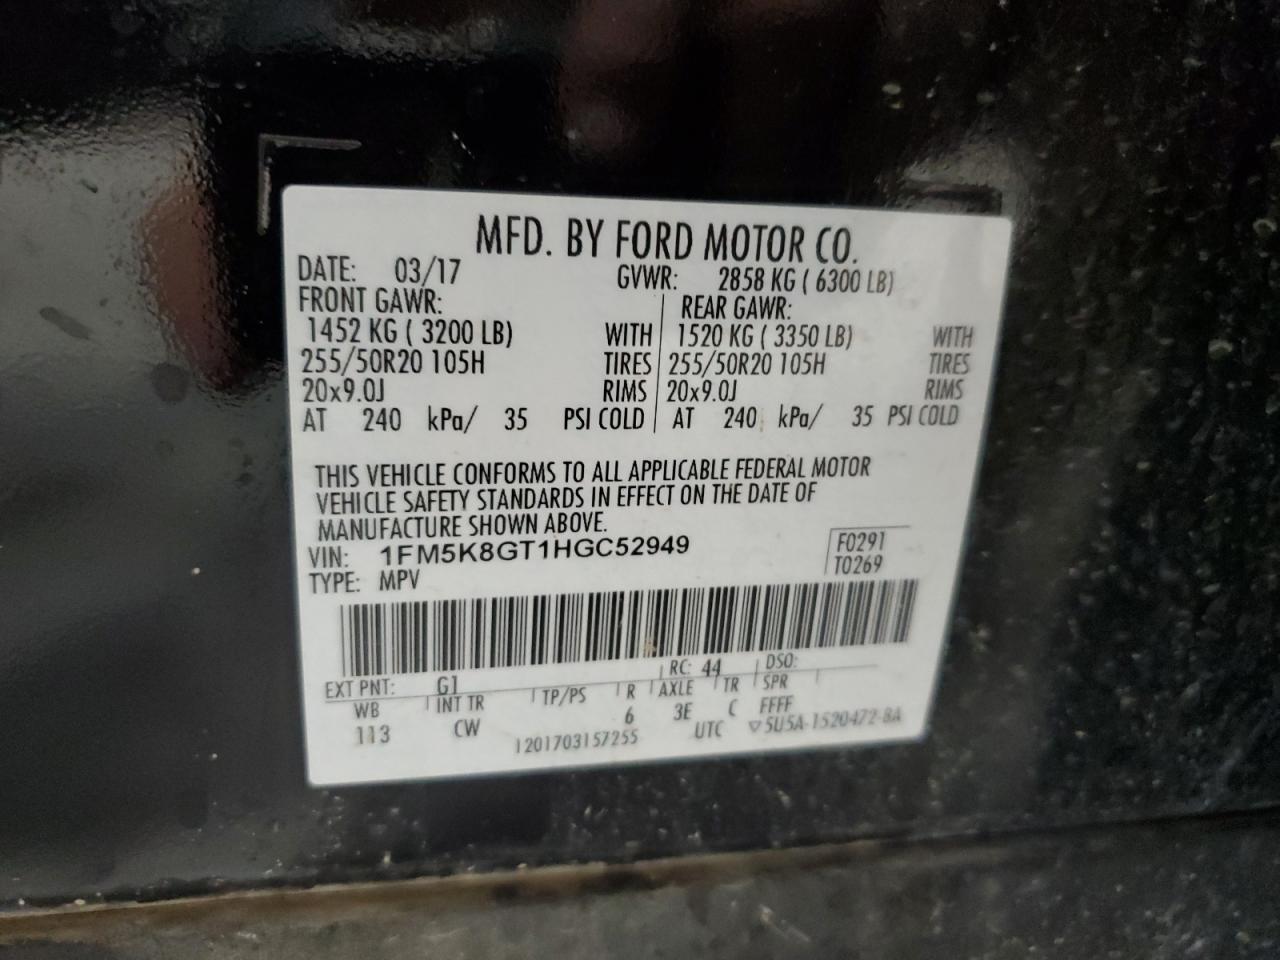 MFD. BY FORD MOTOR CO.
DATE: 03/17 GVWR: 2858 KG ( 6300 LB)
FRONT GAWR: REAR GAWR:
1452 KG ( 3200 LB) WITH 1520 KG ( 3350 LB) WITH
255/50R20 105H TIRES 255/50R20 105H TIRES
20x9.0J RIMS 20x9.0J RIMS
AT 240 kPa/ 35 PSI COLD AT 240 kPa/ 35 PSI COLD
THIS VEHICLE CONFORMS TO ALL APPLICABLE FEDERAL MOTOR
VEHICLE SAFETY STANDARDS IN EFFECT ON THE DATE OF
MANUFACTURE SHOWN ABOVE.
VIN: 1FM5K8GT1HGC52949 F0291
TYPE: MPV T0269
EXT PNT: G1 RC: 44 DSO:
WB INT TR TP/PS R AXLE TR SPR
113 CW 6 3E C FFFF
1201703157255 UTC ▽5U5A-1520472-BA